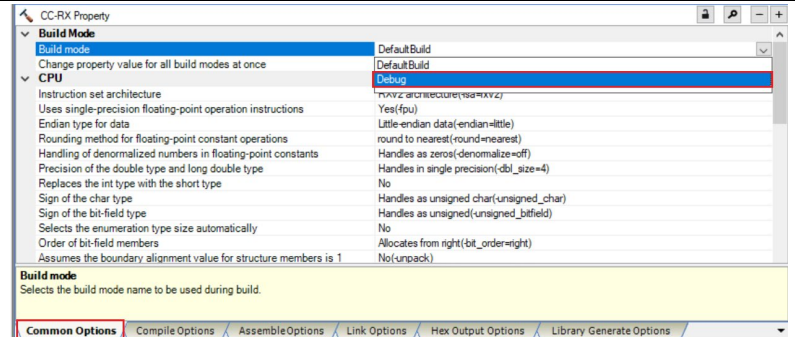 CC-RX Property
Build Mode
Build mode DefaultBuild
Change property value for all build modes at once DefaultBuild
CPU Debug
Instruction set architecture RXv2 architecture(-isa=rxv2)
Uses single-precision floating-point operation instructions Yes(-fpu)
Endian type for data Little-endian data(-endian=little)
Rounding method for floating-point constant operations round to nearest(-round=nearest)
Handling of denormalized numbers in floating-point constants Handles as zeros(-denormalize=off)
Precision of the double type and long double type Handles in single precision(-dbl_size=4)
Replaces the int type with the short type No
Sign of the char type Handles as unsigned char(-unsigned_char)
Sign of the bit-field type Handles as unsigned(-unsigned_bitfield)
Selects the enumeration type size automatically No
Order of bit-field members Allocates from right(-bit_order=right)
Assumes the boundary alignment value for structure members is 1 No(-unpack)
Build mode
Selects the build mode name to be used during build.
Common Options Compile Options Assemble Options Link Options Hex Output Options Library Generate Options